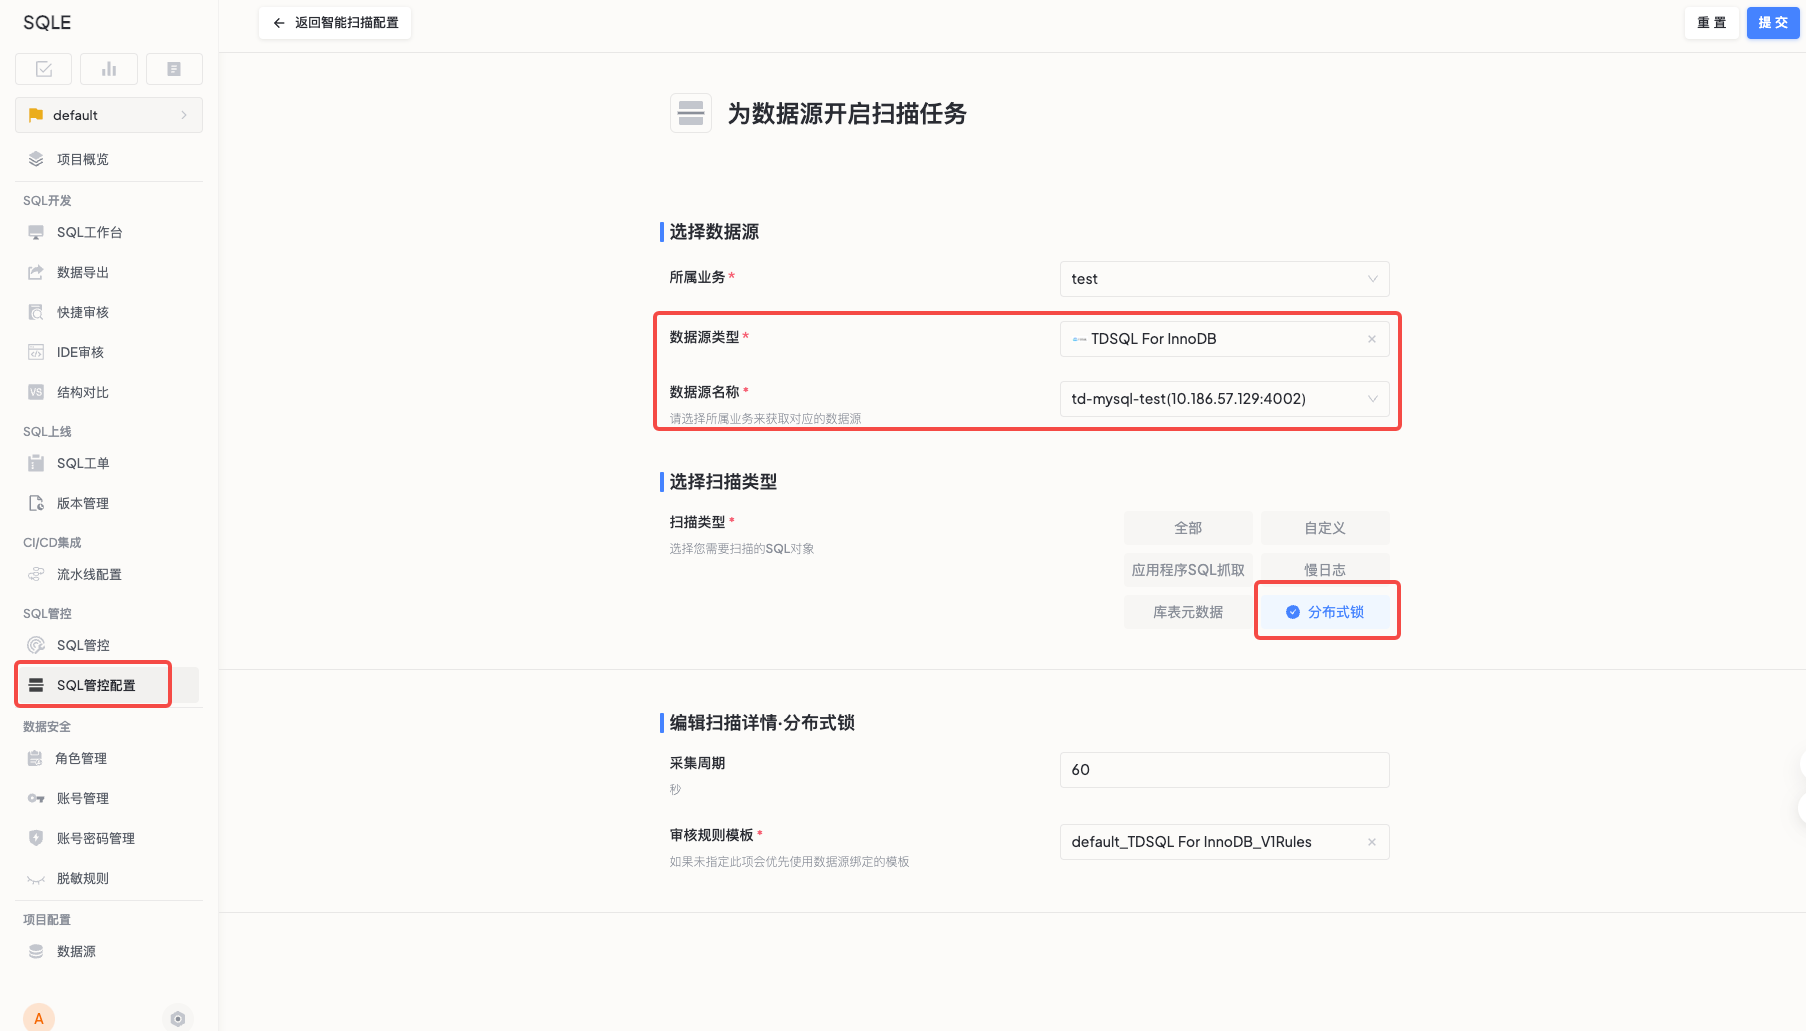 SQLE
default
项目概览
SQL开发
SQL工作台
数据导出
快捷审核
IDE审核
VS
结构对比
SQL上线
SQL工单
版本管理
CI/CD集成
流水线配置
SQL管控
SQL管控
SQL管控配置
数据安全
角色管理
账号管理
账号密码管理
脱敏规则
项目配置
数据源
A
返回智能扫描配置
重 置
提 交
为数据源开启扫描任务
选择数据源
所属业务*
test
数据源类型*
TDSQL For InnoDB
数据源名称*
td-mysql-test(10.186.57.129:4002)
请选择所属业务来获取对应的数据源
选择扫描类型
扫描类型*
选择您需要扫描的SQL对象
全部
自定义
应用程序SQL抓取
慢日志
库表元数据
分布式锁
编辑扫描详情·分布式锁
采集周期
秒
60
审核规则模板*
如果未指定此项会优先使用数据源绑定的模板
default_TDSQL For InnoDB_V1Rules